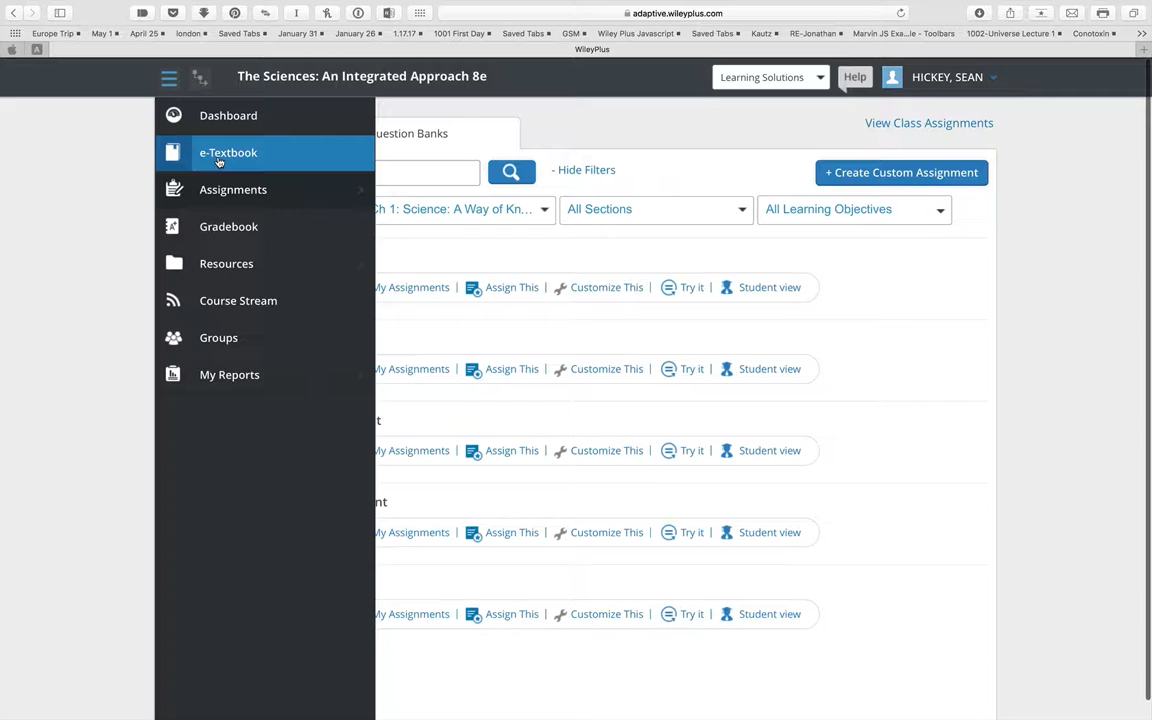 adaptive.wileyplus.com
Europe Trip May 1 April 25 london Saved Tabs January 31 January 26 1.17.17 1001 First Day Saved Tabs GSM Wiley Plus Javascript Kautz Saved Tabs RE-Jonathan Marvin JS Exa...le - Toolbars 1002-Universe Lecture 1 Conotoxin
WileyPlus
The Sciences: An Integrated Approach 8e
Learning Solutions
Help
HICKEY, SEAN
Dashboard
e-Textbook
Assignments
Gradebook
Resources
Course Stream
Groups
My Reports
uestion Banks
View Class Assignments
- Hide Filters
+ Create Custom Assignment
Ch 1: Science: A Way of Kn... All Sections All Learning Objectives
My Assignments | Assign This | Customize This | Try it | Student view
My Assignments | Assign This | Customize This | Try it | Student view
t
My Assignments | Assign This | Customize This | Try it | Student view
nt
My Assignments | Assign This | Customize This | Try it | Student view
My Assignments | Assign This | Customize This | Try it | Student view